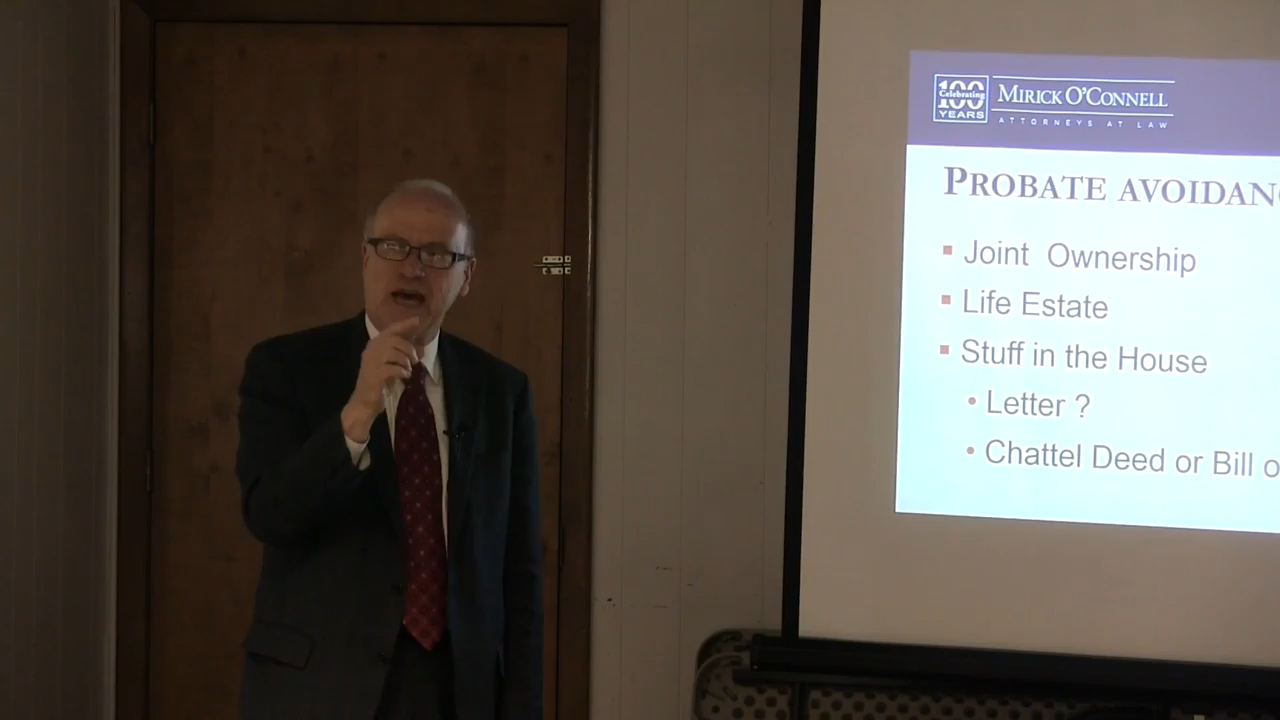 Celebrating
100
YEARS
MIRICK O'CONNELL
ATTORNEYS AT LAW
PROBATE AVOIDANC
▪ Joint Ownership
▪ Life Estate
▪ Stuff in the House
• Letter ?
• Chattel Deed or Bill o